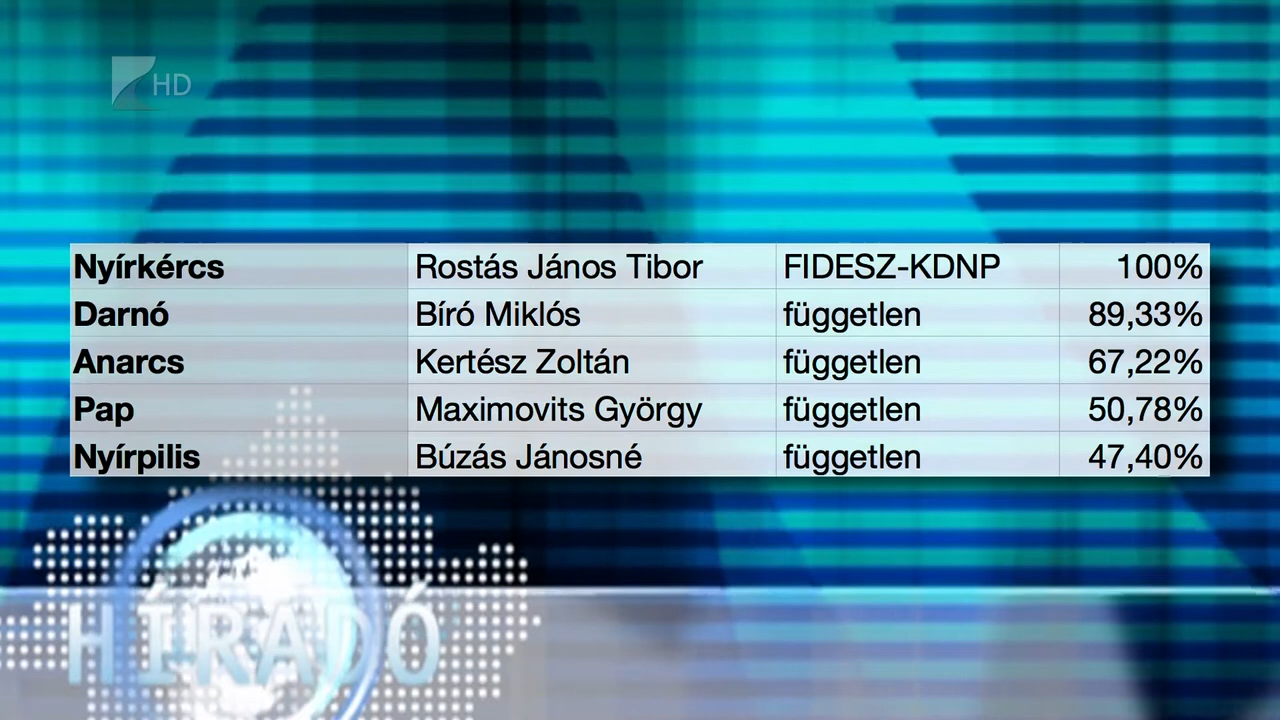 HD
Nyírkércs Rostás János Tibor FIDESZ-KDNP 100%
Darnó Bíró Miklós független 89,33%
Anarcs Kertész Zoltán független 67,22%
Pap Maximovits György független 50,78%
Nyírpilis Búzás Jánosné független 47,40%
HÍRADÓ